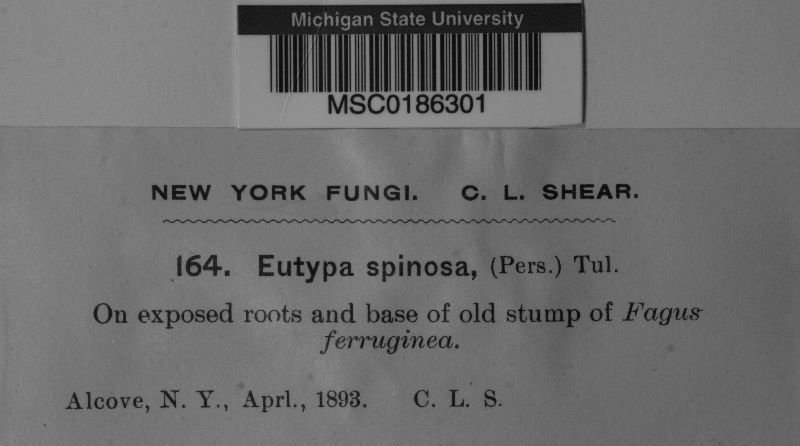 Michigan State University
MSC0186301
NEW YORK FUNGI. C. L. SHEAR.
164. Eutypa spinosa, (Pers.) Tul.
On exposed roots and base of old stump of Fagus
ferruginea.
Alcove, N. Y., Aprl., 1893. C. L. S.